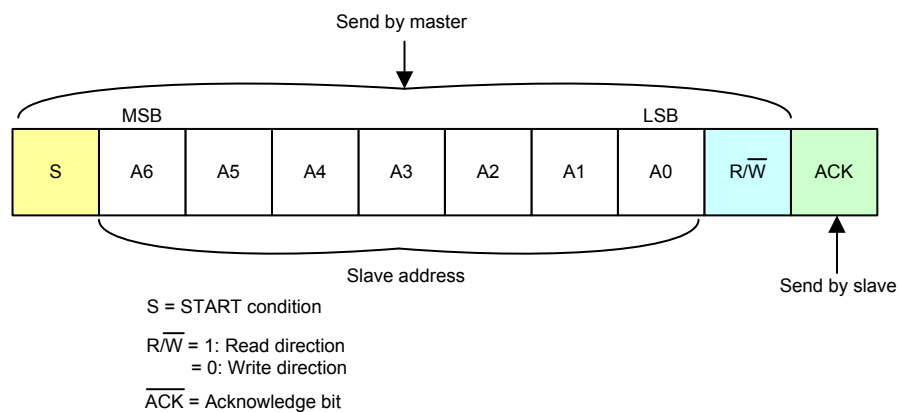 Send by master
MSB LSB
S A6 A5 A4 A3 A2 A1 A0 R/W̅ ACK
Slave address
Send by slave
S = START condition
R/W̅ = 1: Read direction
= 0: Write direction
A̅C̅K̅ = Acknowledge bit